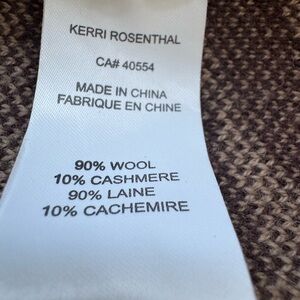 KERRI ROSENTHAL
CA# 40554
MADE IN CHINA
FABRIQUE EN CHINE
90% WOOL
10% CASHMERE
90% LAINE
10% CACHEMIRE